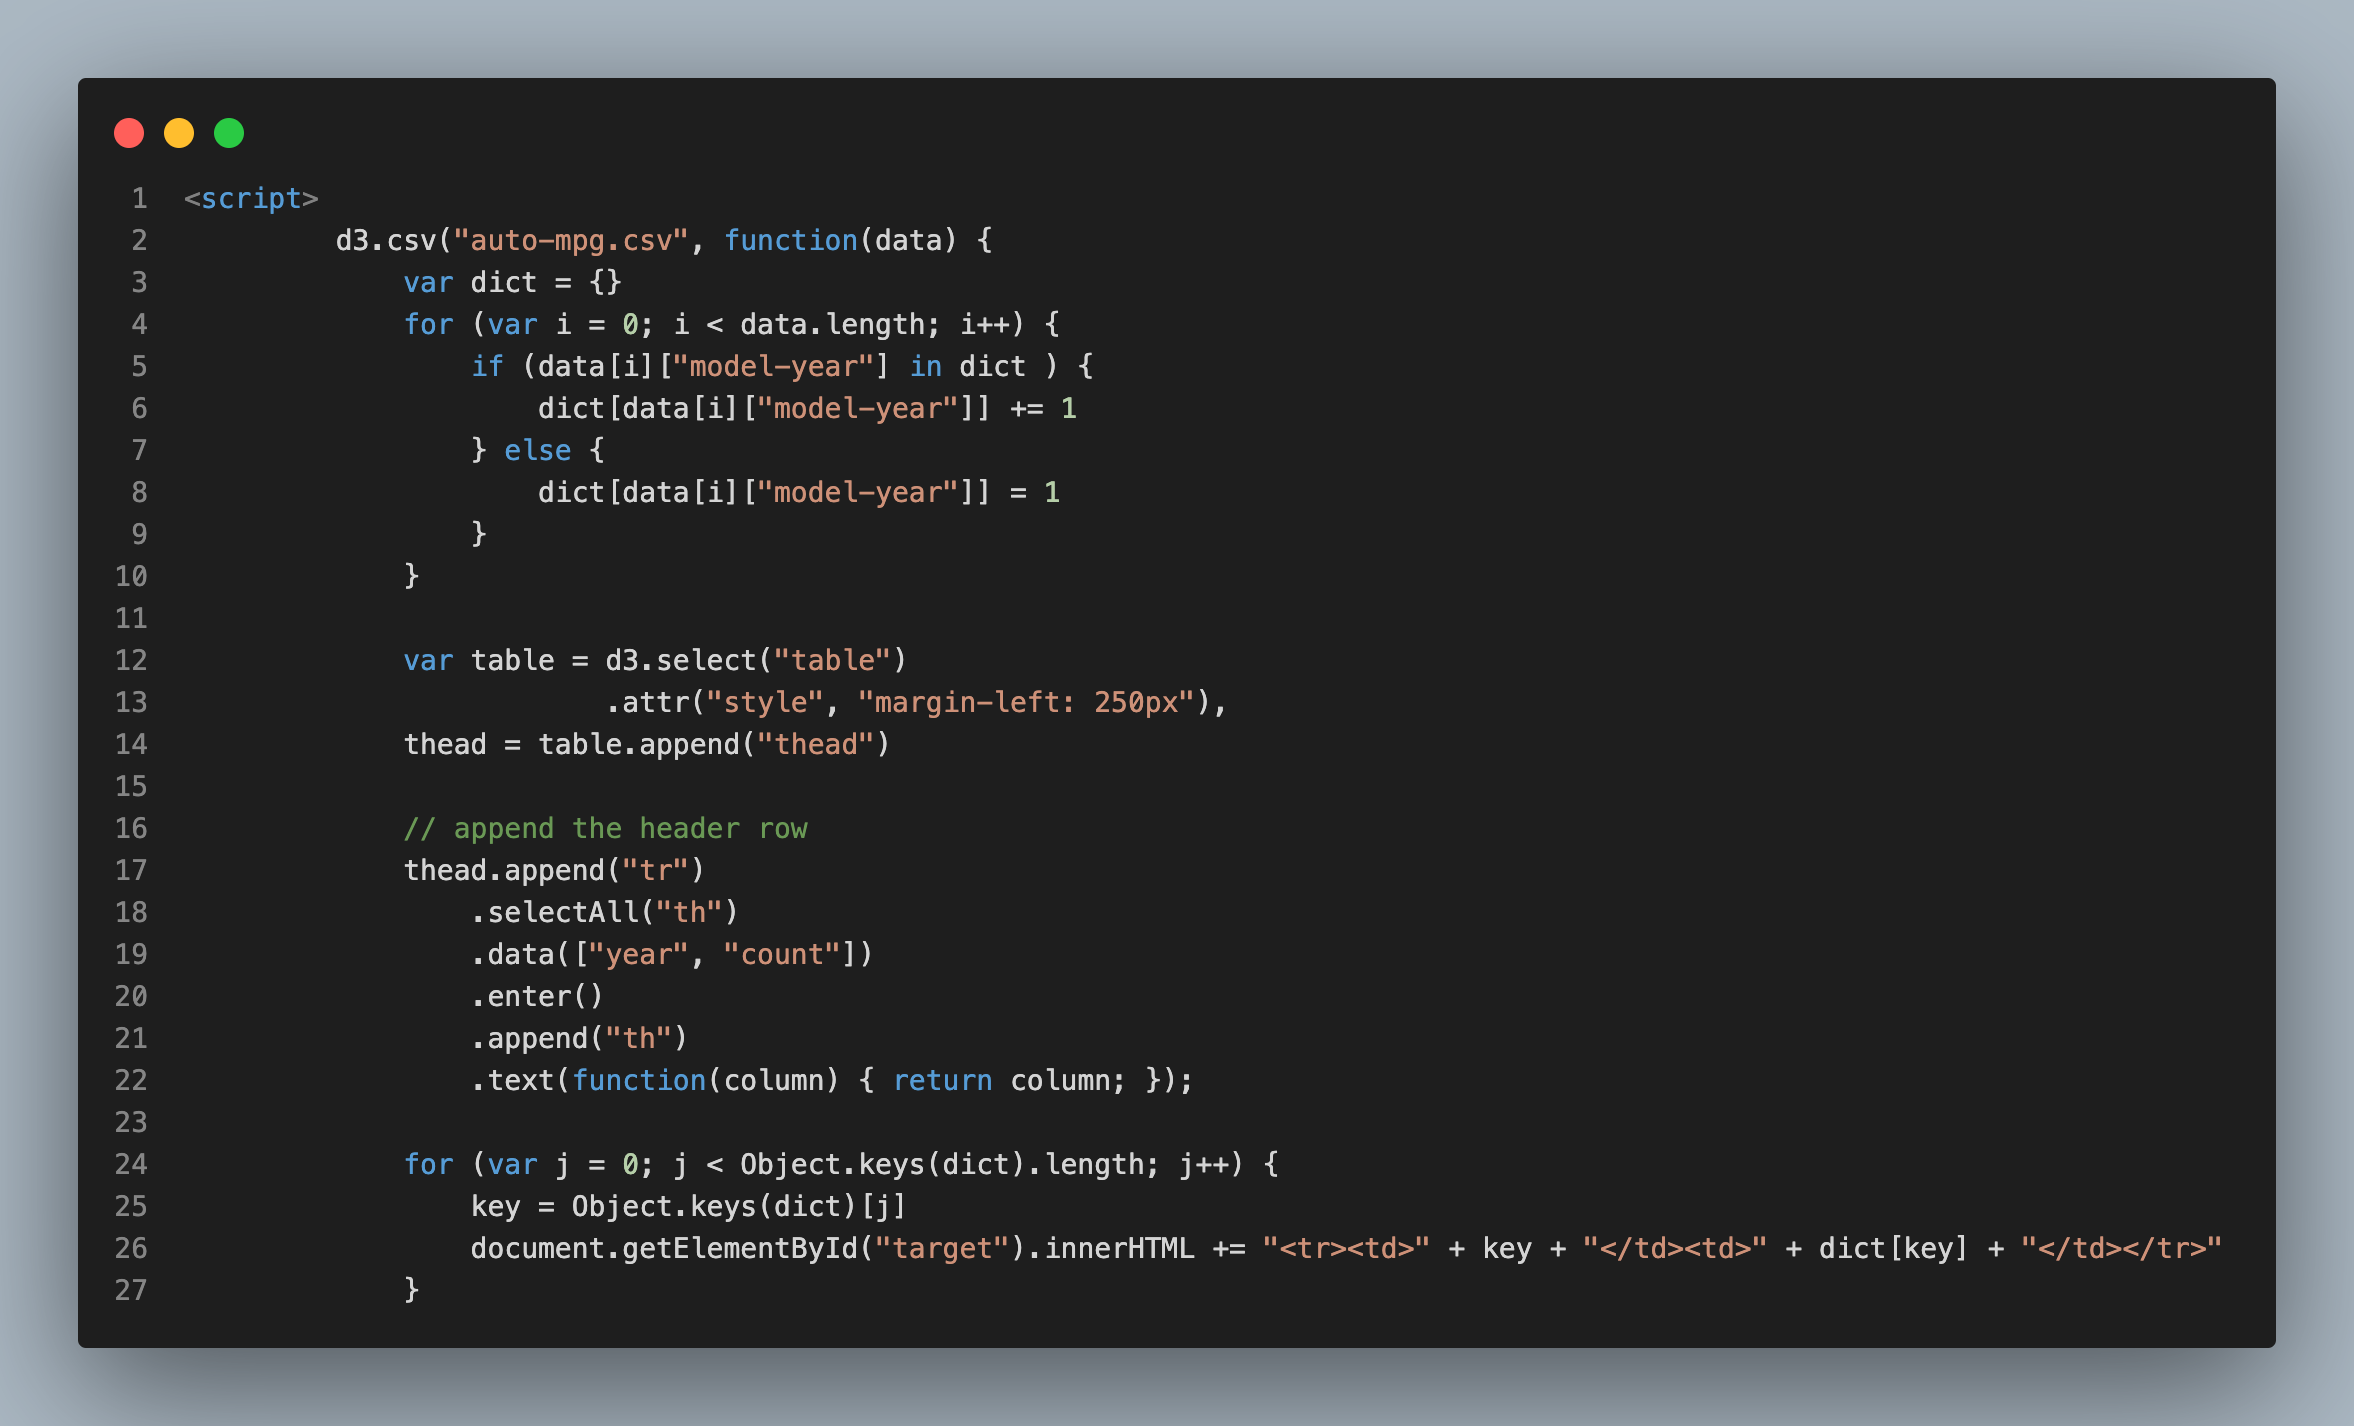 1 <script>
2 d3.csv("auto-mpg.csv", function(data) {
3 var dict = {}
4 for (var i = 0; i < data.length; i++) {
5 if (data[i]["model-year"] in dict ) {
6 dict[data[i]["model-year"]] += 1
7 } else {
8 dict[data[i]["model-year"]] = 1
9 }
10 }
11
12 var table = d3.select("table")
13 .attr("style", "margin-left: 250px"),
14 thead = table.append("thead")
15
16 // append the header row
17 thead.append("tr")
18 .selectAll("th")
19 .data(["year", "count"])
20 .enter()
21 .append("th")
22 .text(function(column) { return column; });
23
24 for (var j = 0; j < Object.keys(dict).length; j++) {
25 key = Object.keys(dict)[j]
26 document.getElementById("target").innerHTML += "<tr><td>" + key + "</td><td>" + dict[key] + "</td></tr>"
27 }